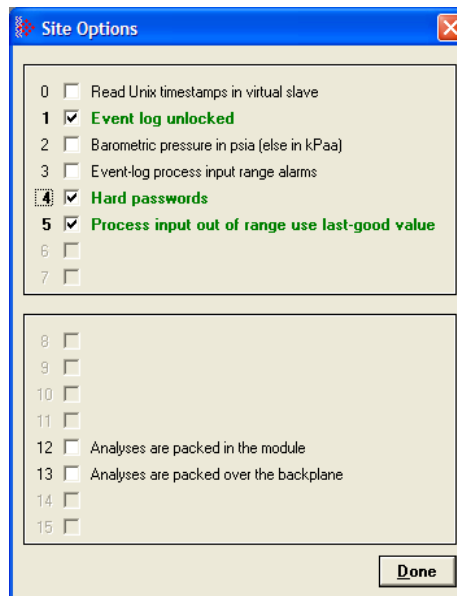 Site Options
0 Read Unix timestamps in virtual slave
1 Event log unlocked
2 Barometric pressure in psia (else in kPaa)
3 Event-log process input range alarms
4 Hard passwords
5 Process input out of range use last-good value
6
7
8
9
10
11
12 Analyses are packed in the module
13 Analyses are packed over the backplane
14
15
Done